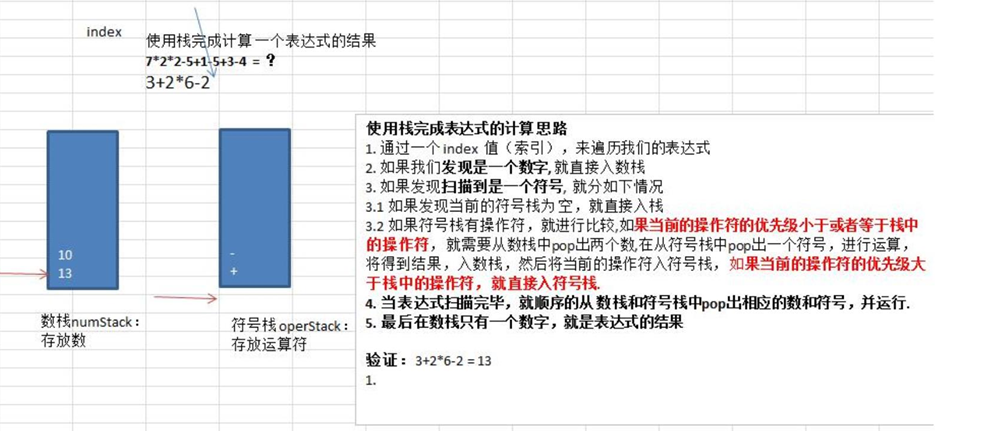 index
使用栈完成计算一个表达式的结果
7*2*2-5+1-5+3-4 = ?
3+2*6-2
10
13
-
+
数栈numStack：
存放数
符号栈operStack：
存放运算符
使用栈完成表达式的计算思路
1. 通过一个 index 值（索引），来遍历我们的表达式
2. 如果我们发现是一个数字, 就直接入数栈
3. 如果发现扫描到是一个符号, 就分如下情况
3.1 如果发现当前的符号栈为空，就直接入栈
3.2 如果符号栈有操作符，就进行比较,如果当前的操作符的优先级小于或者等于栈中
的操作符， 就需要从数栈中pop出两个数,在从符号栈中pop出一个符号，进行运算，
将得到结果，入数栈，然后将当前的操作符入符号栈， 如果当前的操作符的优先级大
于栈中的操作符， 就直接入符号栈.
4. 当表达式扫描完毕，就顺序的从 数栈和符号栈中pop出相应的数和符号，并运行.
5. 最后在数栈只有一个数字，就是表达式的结果
验证：3+2*6-2 = 13
1.